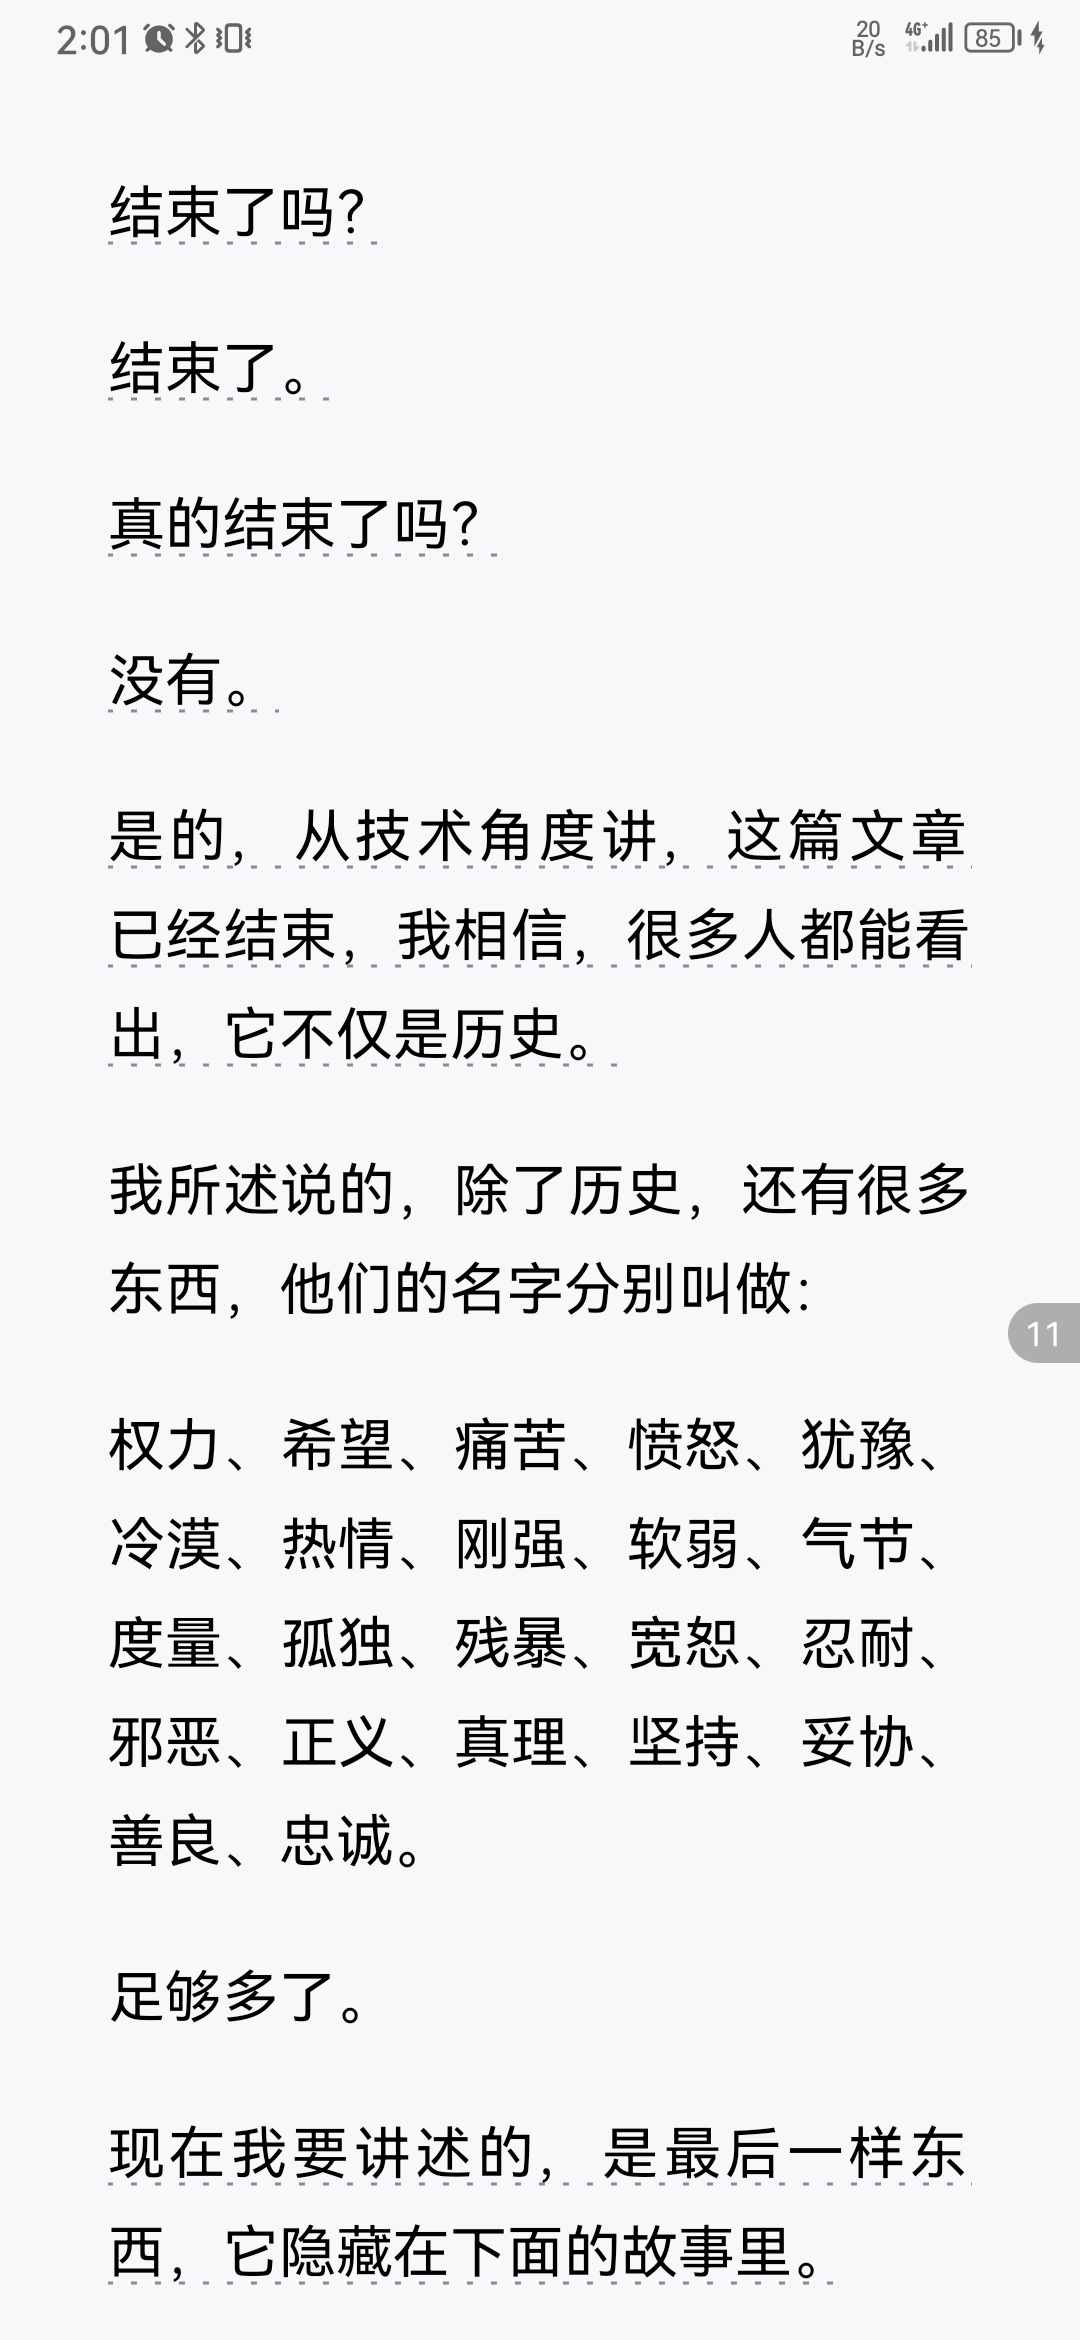 2:01
20
B/s
4G+
85
结束了吗？
结束了。
真的结束了吗？
没有。
是的，从技术角度讲，这篇文章
已经结束，我相信，很多人都能看
出，它不仅是历史。
我所述说的，除了历史，还有很多
东西，他们的名字分别叫做：
11
权力、希望、痛苦、愤怒、犹豫、
冷漠、热情、刚强、软弱、气节、
度量、孤独、残暴、宽恕、忍耐、
邪恶、正义、真理、坚持、妥协、
善良、忠诚。
足够多了。
现在我要讲述的，是最后一样东
西，它隐藏在下面的故事里。